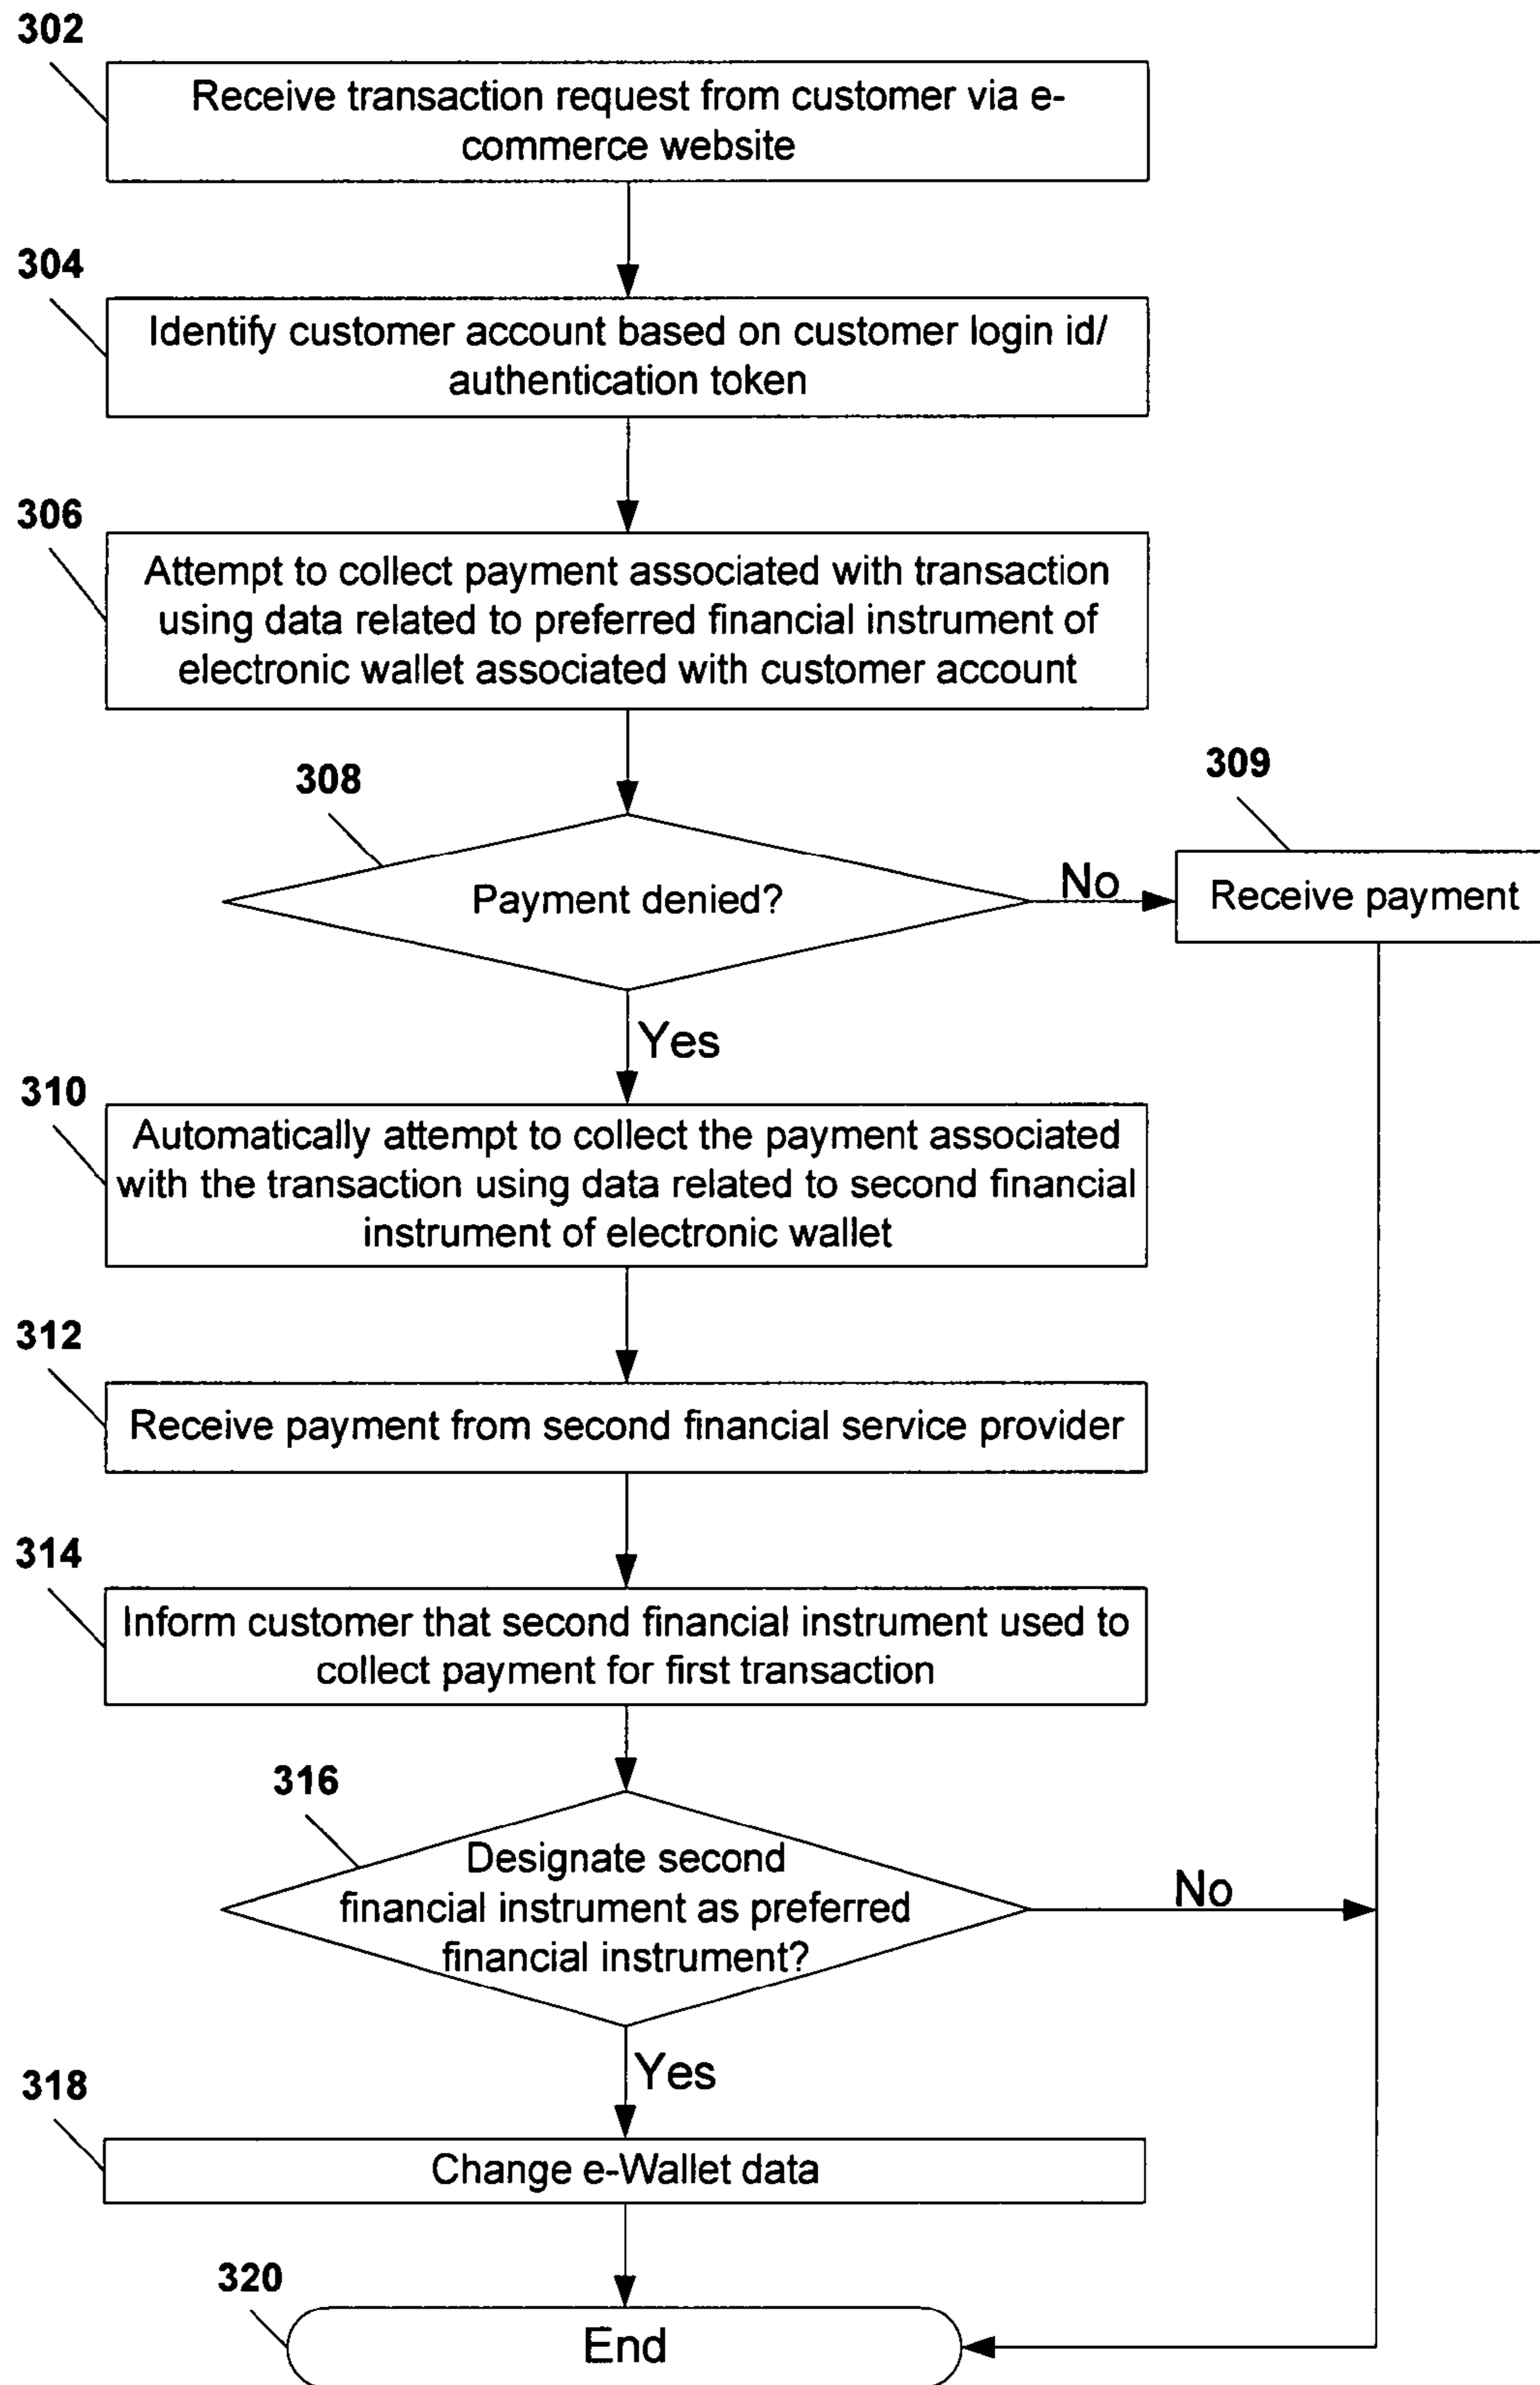 302
Receive transaction request from customer via e-
commerce website
304
Identify customer account based on customer login id/
authentication token
306
Attempt to collect payment associated with transaction
using data related to preferred financial instrument of
electronic wallet associated with customer account
308
309
Payment denied?
No
Receive payment
Yes
310
Automatically attempt to collect the payment associated
with the transaction using data related to second financial
instrument of electronic wallet
312
Receive payment from second financial service provider
314
Inform customer that second financial instrument used to
collect payment for first transaction
316
Designate second
financial instrument as preferred
financial instrument?
No
Yes
318
Change e-Wallet data
320
End